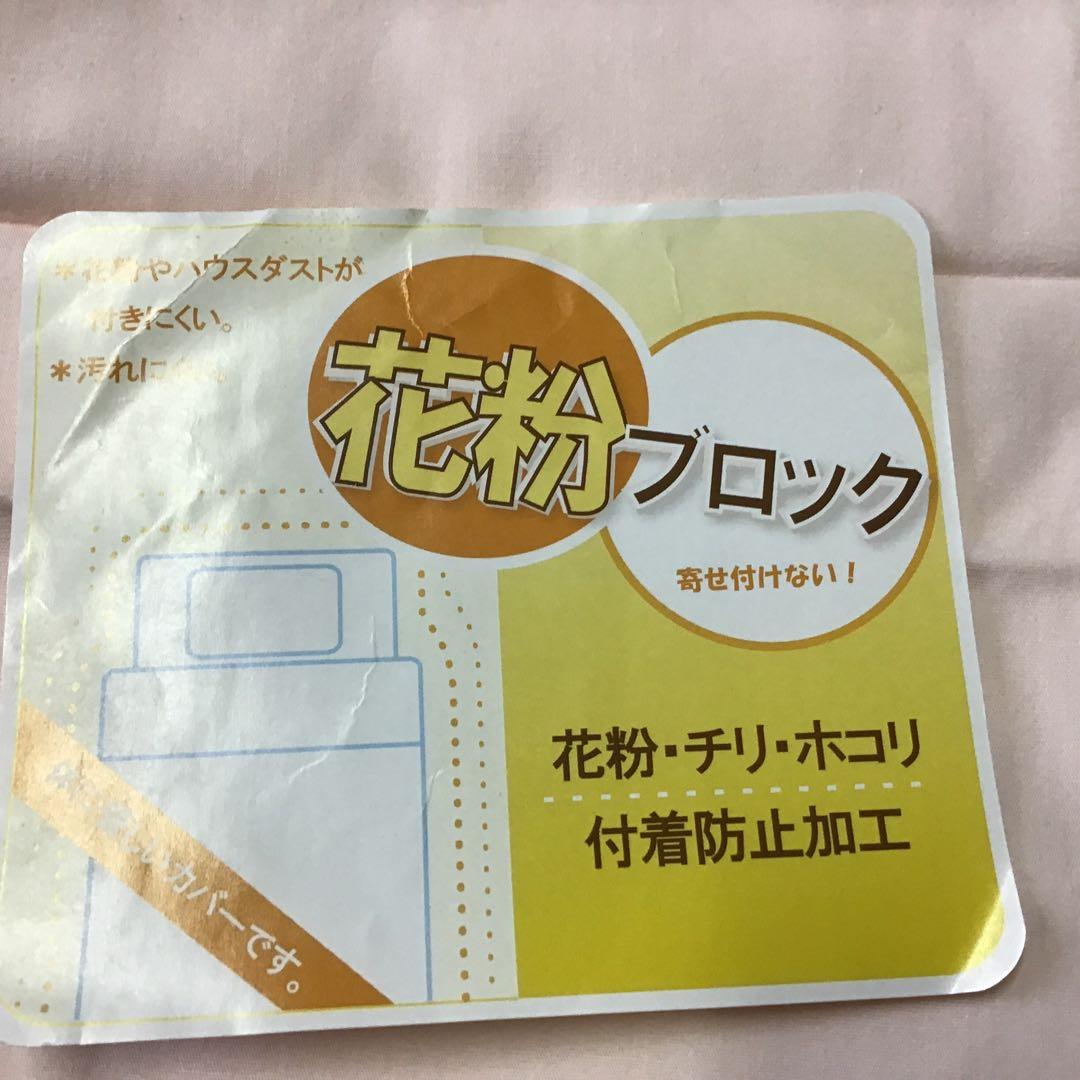 ＊花粉やハウスダストが
付きにくい。
＊汚れに
花粉ブロック
寄せ付けない！
花粉・チリ・ホコリ
付着防止加工
しいカバーです。